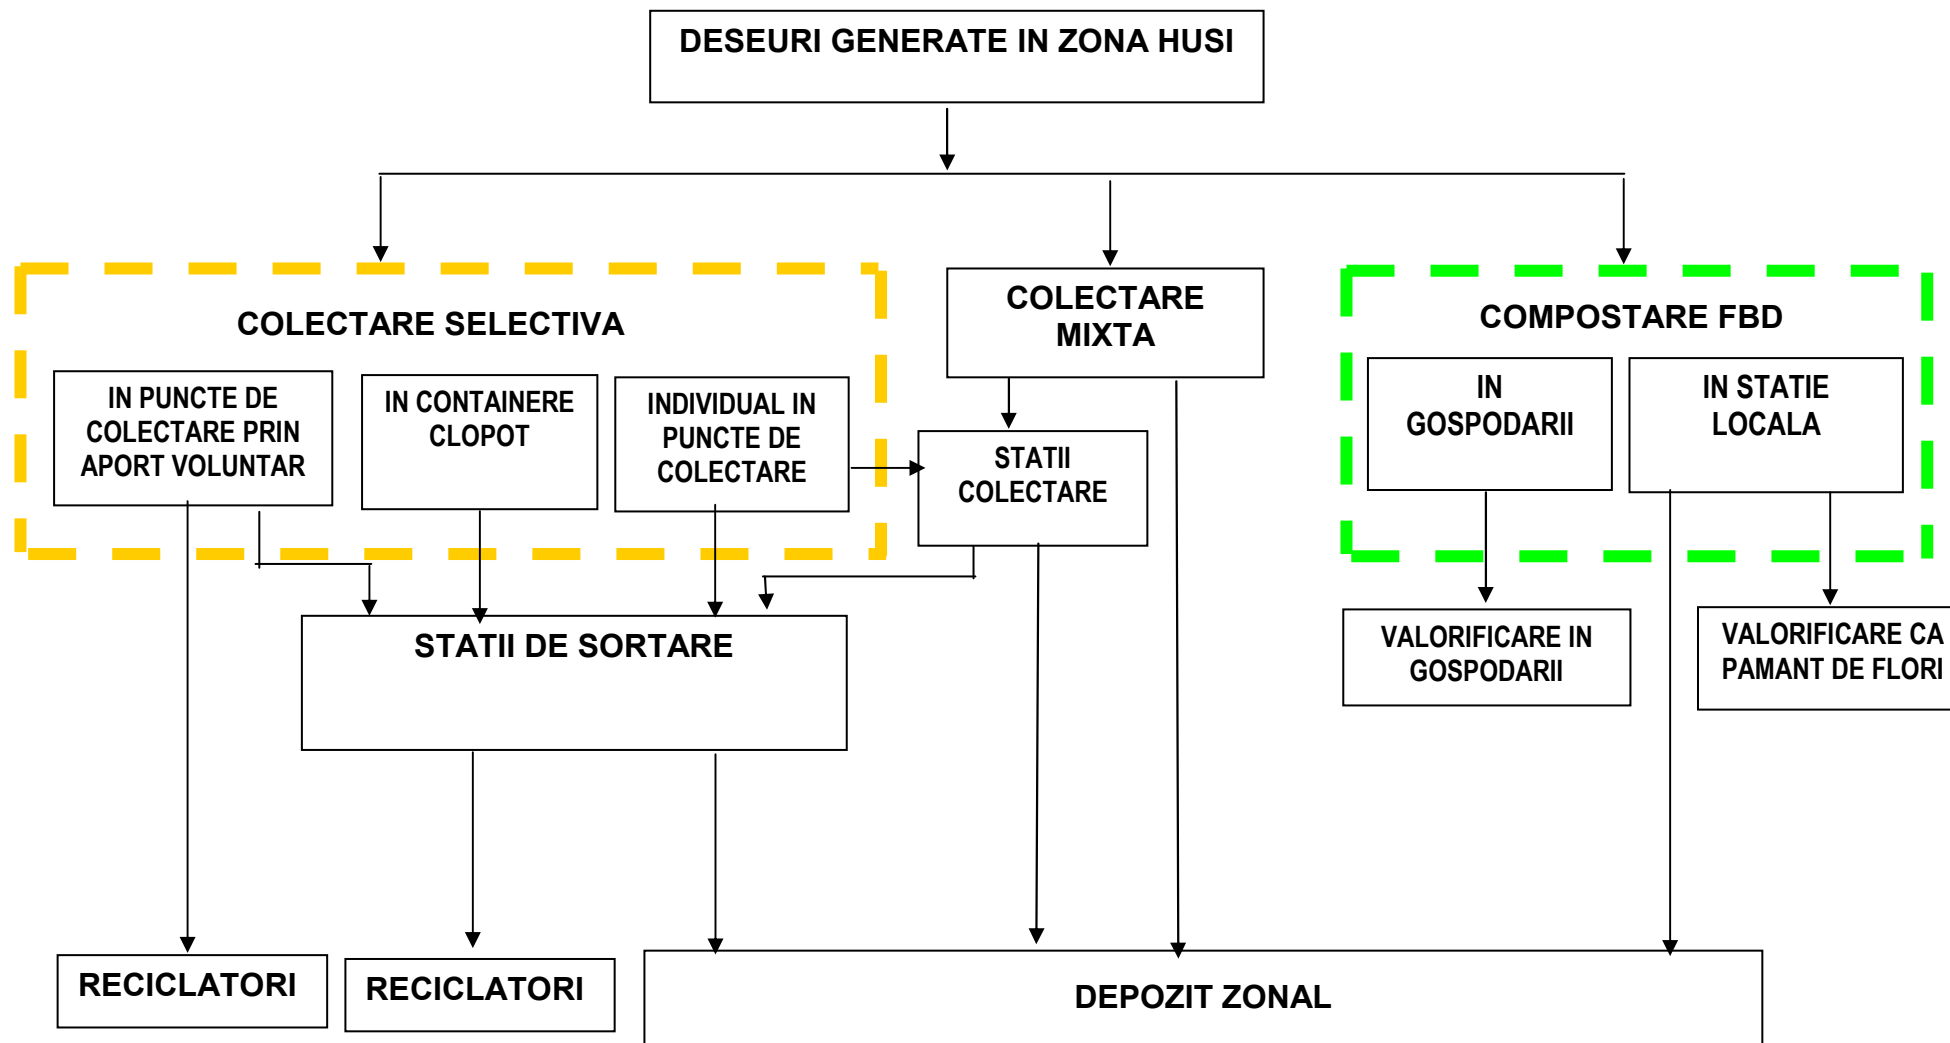 DESEURI GENERATE IN ZONA HUSI
COLECTARE SELECTIVA
IN PUNCTE DE
COLECTARE PRIN
APORT VOLUNTAR
IN CONTAINERE
CLOPOT
INDIVIDUAL IN
PUNCTE DE
COLECTARE
COLECTARE
MIXTA
STATII
COLECTARE
COMPOSTARE FBD
IN
GOSPODARII
IN STATIE
LOCALA
STATII DE SORTARE
VALORIFICARE IN
GOSPODARII
VALORIFICARE CA
PAMANT DE FLORI
RECICLATORI
RECICLATORI
DEPOZIT ZONAL